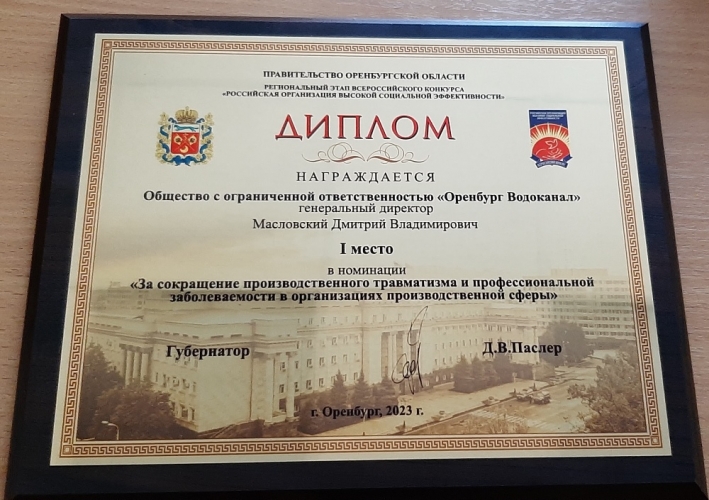 ПРАВИТЕЛЬСТВО ОРЕНБУРГСКОЙ ОБЛАСТИ
РЕГИОНАЛЬНЫЙ ЭТАП ВСЕРОССИЙСКОГО КОНКУРСА
«РОССИЙСКАЯ ОРГАНИЗАЦИЯ ВЫСОКОЙ СОЦИАЛЬНОЙ ЭФФЕКТИВНОСТИ»
ДИПЛОМ
НАГРАЖДАЕТСЯ
Общество с ограниченной ответственностью «Оренбург Водоканал»
генеральный директор
Масловский Дмитрий Владимирович
I место
в номинации
«За сокращение производственного травматизма и профессиональной
заболеваемости в организациях производственной сферы»
Губернатор Д.В.Паслер
г. Оренбург, 2023 г.